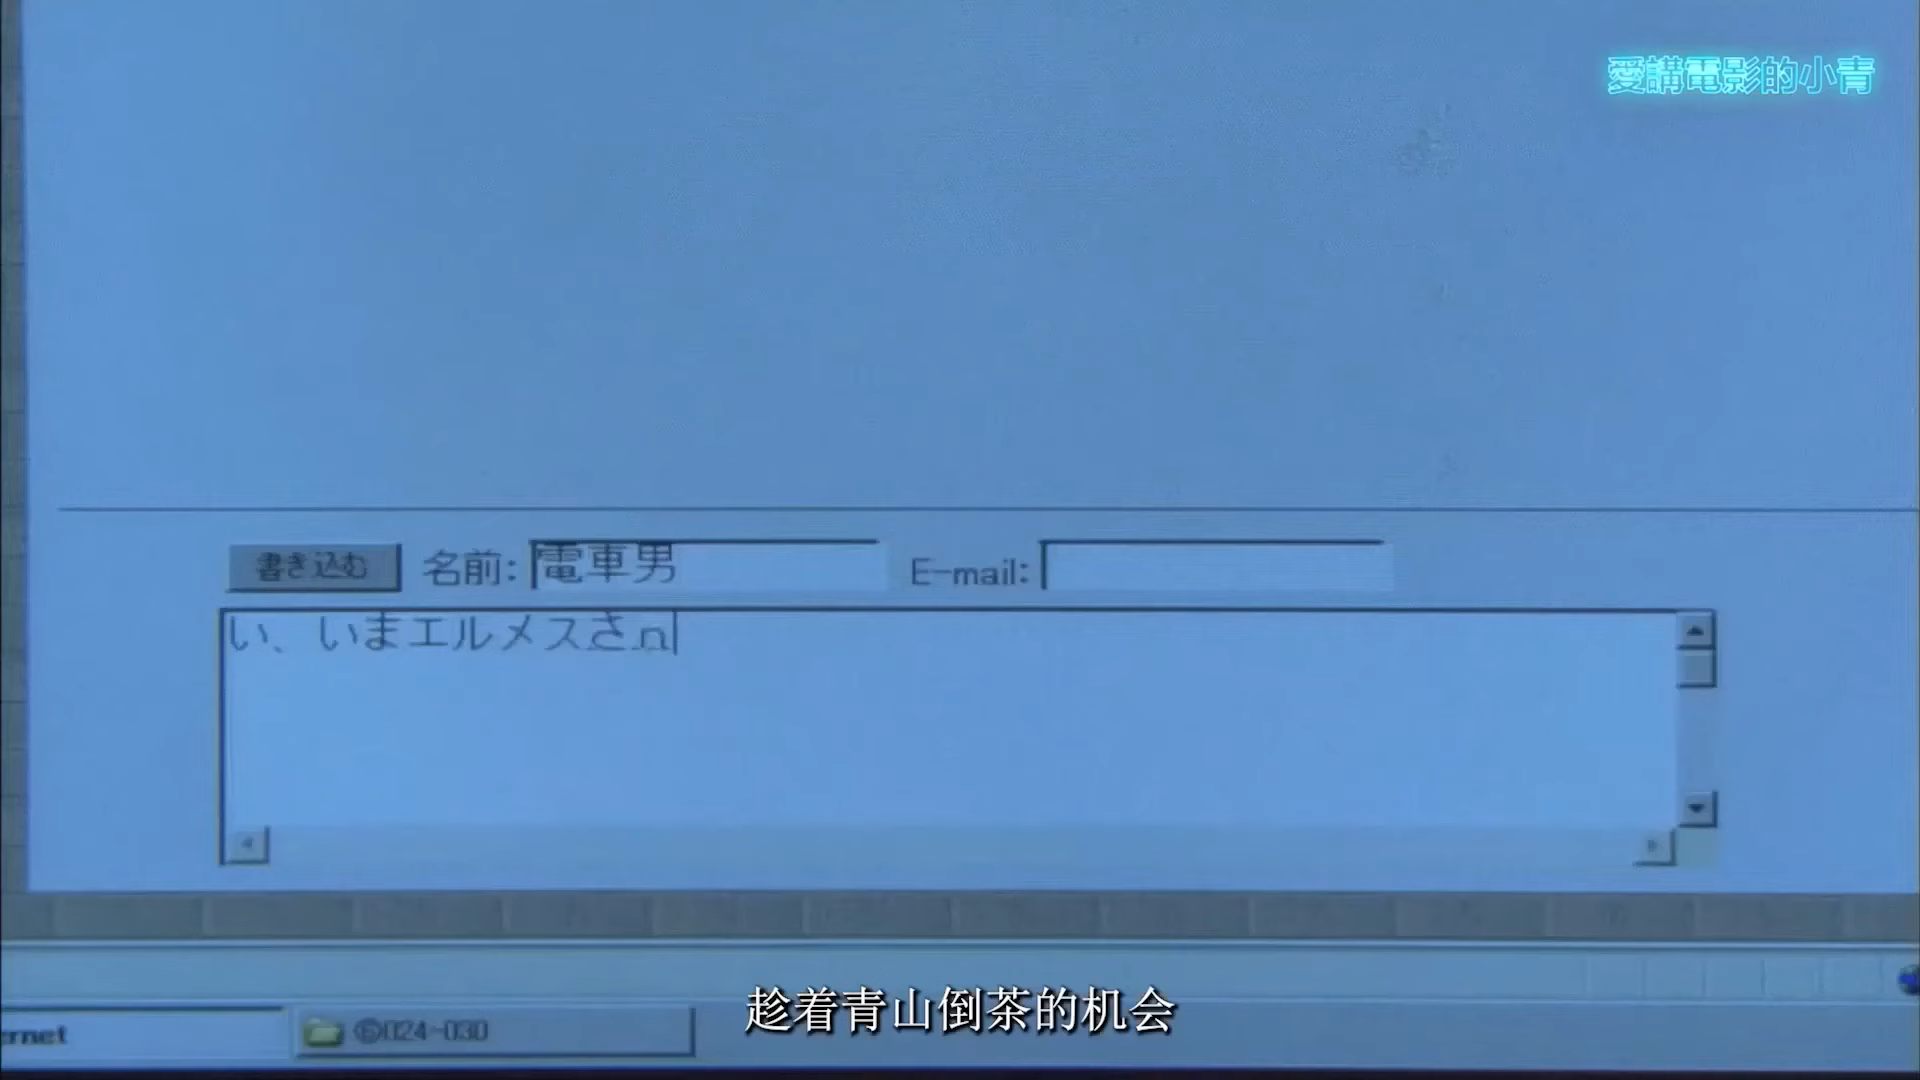 愛講電影的小青
書き込む 名前: 電車男 E-mail:
い、いまエルメスさn
趁着青山倒茶的机会
ernet ©024-030